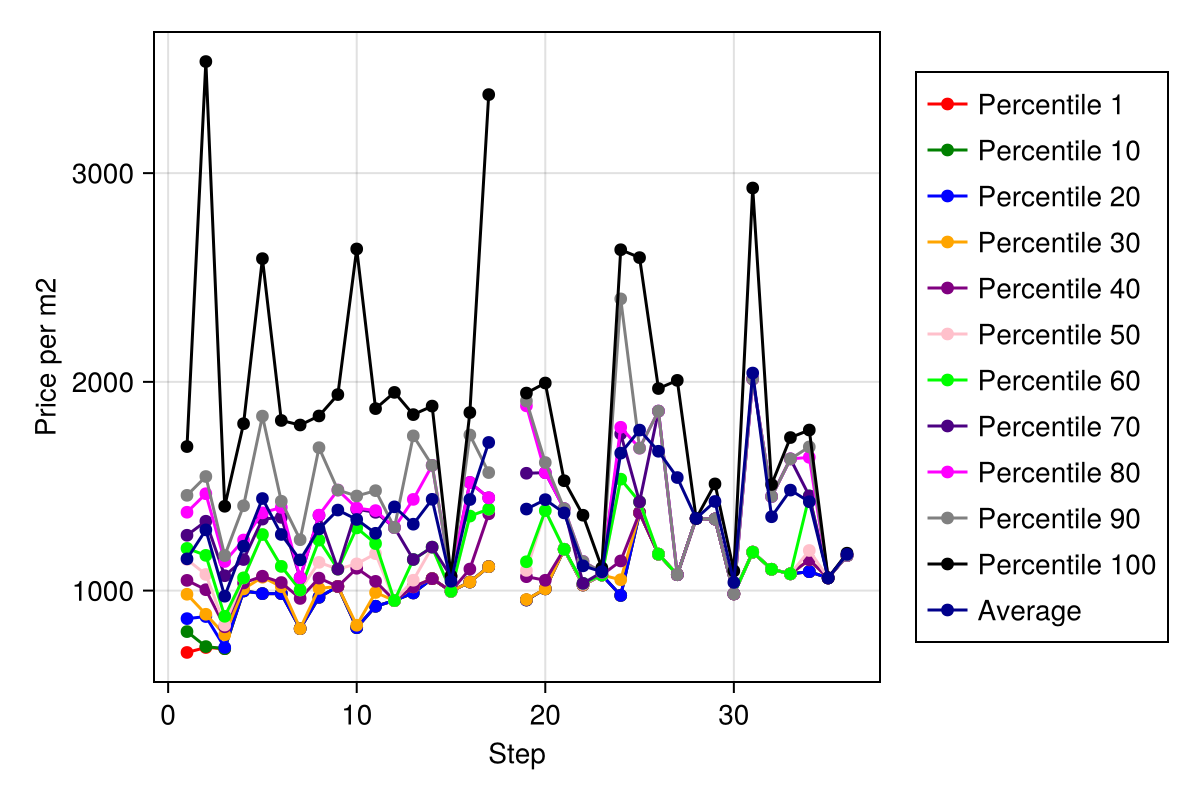 Price per m2
3000
2000
1000
0
10
20
30
Step
Percentile 1
Percentile 10
Percentile 20
Percentile 30
Percentile 40
Percentile 50
Percentile 60
Percentile 70
Percentile 80
Percentile 90
Percentile 100
Average